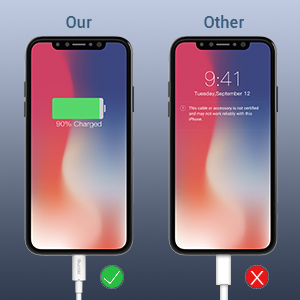 Our
Other
90% Charged
9:41
Tuesday,September 12
This cable or accessory is not certified
and may not work reliably with this
iPhone.